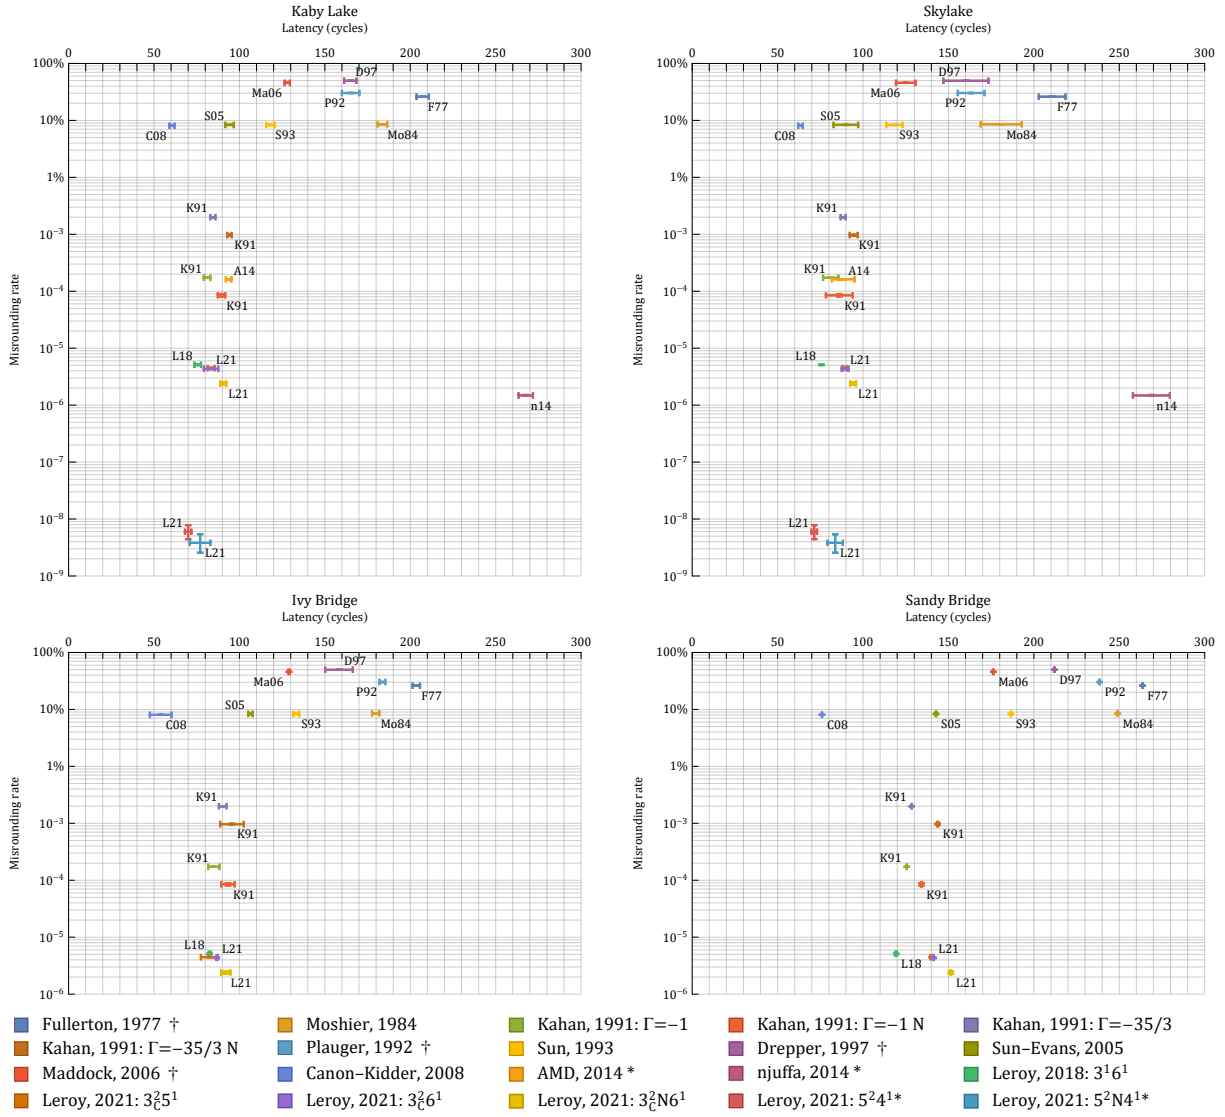 Kaby Lake
Latency (cycles)
0 50 100 150 200 250 300
100%
10%
1%
10⁻³
10⁻⁴
10⁻⁵
10⁻⁶
10⁻⁷
10⁻⁸
10⁻⁹
Misrounding rate
D97
Ma06
P92
F77
S05
C08
S93
Mo84
K91
K91
K91
A14
K91
L18
L21
L21
n14
L21
L21
Skylake
Latency (cycles)
0 50 100 150 200 250 300
100%
10%
1%
10⁻³
10⁻⁴
10⁻⁵
10⁻⁶
10⁻⁷
10⁻⁸
10⁻⁹
Misrounding rate
D97
Ma06
P92
F77
S05
C08
S93
Mo84
K91
K91
K91
A14
K91
L18
L21
L21
n14
L21
L21
Ivy Bridge
Latency (cycles)
0 50 100 150 200 250 300
100%
10%
1%
10⁻³
10⁻⁴
10⁻⁵
10⁻⁶
Misrounding rate
D97
Ma06
P92
F77
S05
C08
S93
Mo84
K91
K91
K91
K91
L18
L21
L21
Sandy Bridge
Latency (cycles)
0 50 100 150 200 250 300
100%
10%
1%
10⁻³
10⁻⁴
10⁻⁵
10⁻⁶
Misrounding rate
Ma06
D97
P92
F77
C08
S05
S93
Mo84
K91
K91
K91
K91
L21
L18
L21
Fullerton, 1977 † Moshier, 1984 Kahan, 1991: Γ=−1 Kahan, 1991: Γ=−1 N Kahan, 1991: Γ=−35/3
Kahan, 1991: Γ=−35/3 N Plauger, 1992 † Sun, 1993 Drepper, 1997 † Sun–Evans, 2005
Maddock, 2006 † Canon–Kidder, 2008 AMD, 2014 * njuffa, 2014 * Leroy, 2018: 3¹6¹
Leroy, 2021: 3²C5¹ Leroy, 2021: 3²C6¹ Leroy, 2021: 3²CN6¹ Leroy, 2021: 5²4¹* Leroy, 2021: 5²N4¹*